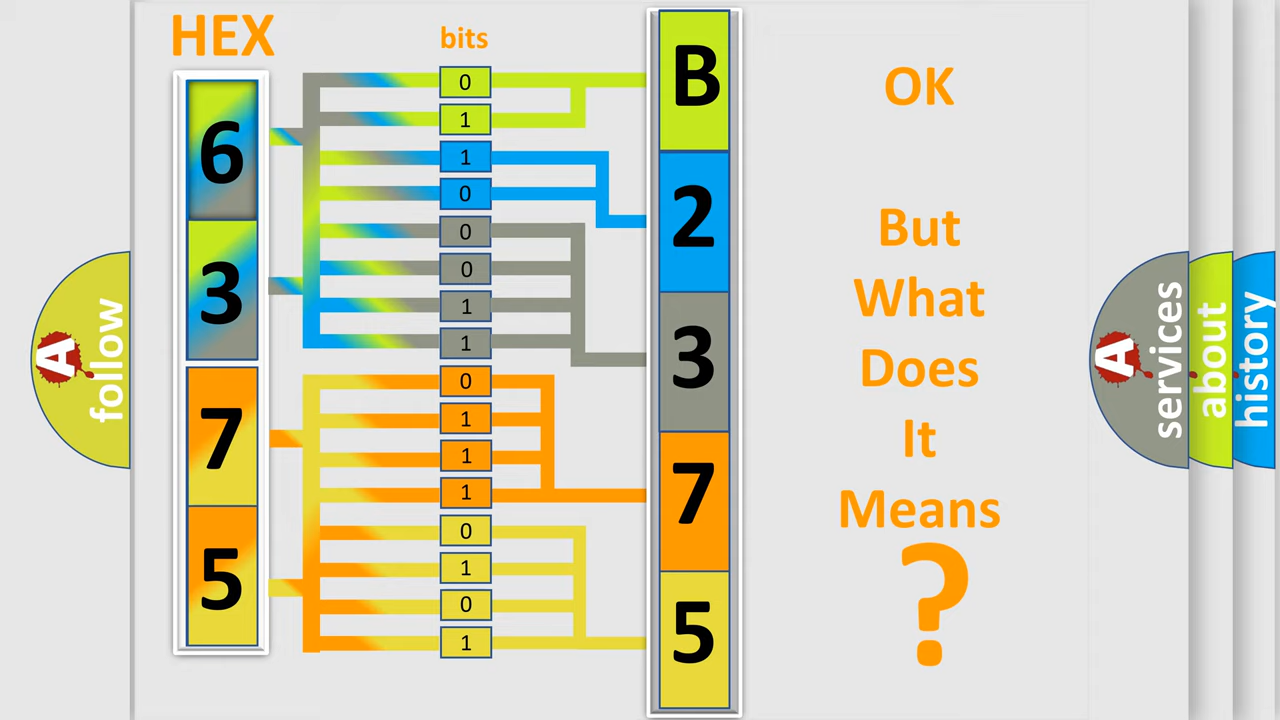 HEX
bits
6
3
7
5
0
1
1
0
0
0
1
1
0
1
1
1
0
1
0
1
B
2
3
7
5
OK
But
What
Does
It
Means
?
A
follow
A
services
about
history